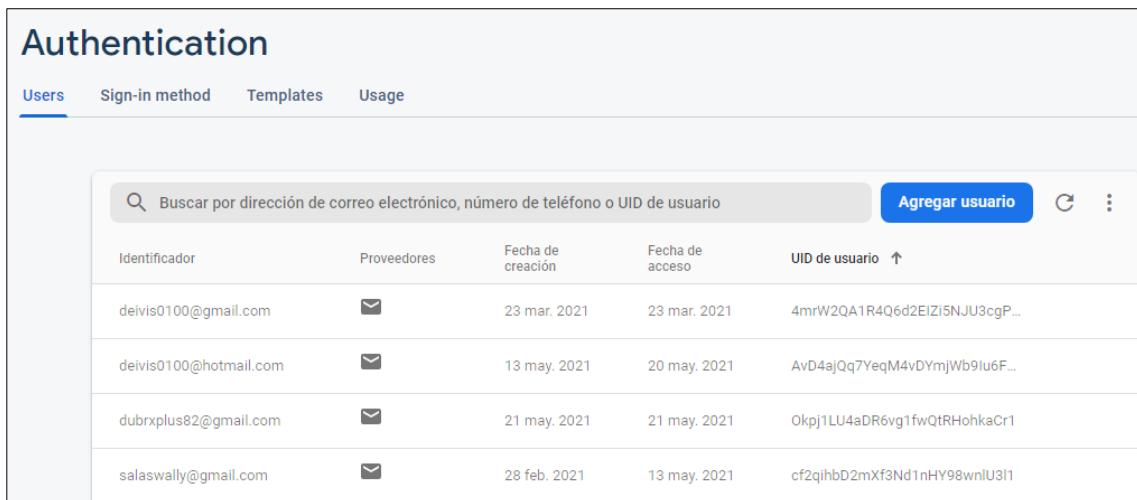 Authentication
Users Sign-in method Templates Usage
Buscar por dirección de correo electrónico, número de teléfono o UID de usuario Agregar usuario
Identificador Proveedores Fecha de creación Fecha de acceso UID de usuario
deivis0100@gmail.com 23 mar. 2021 23 mar. 2021 4mrW2QA1R4Q6d2EIZi5NJU3cgP...
deivis0100@hotmail.com 13 may. 2021 20 may. 2021 AvD4ajQq7YeqM4vDYmjWb9Iu6F...
dubrxplus82@gmail.com 21 may. 2021 21 may. 2021 Okpj1LU4aDR6vg1fwQtRHohkaCr1
salaswally@gmail.com 28 feb. 2021 13 may. 2021 cf2qihbD2mXf3Nd1nHY98wnlU3l1